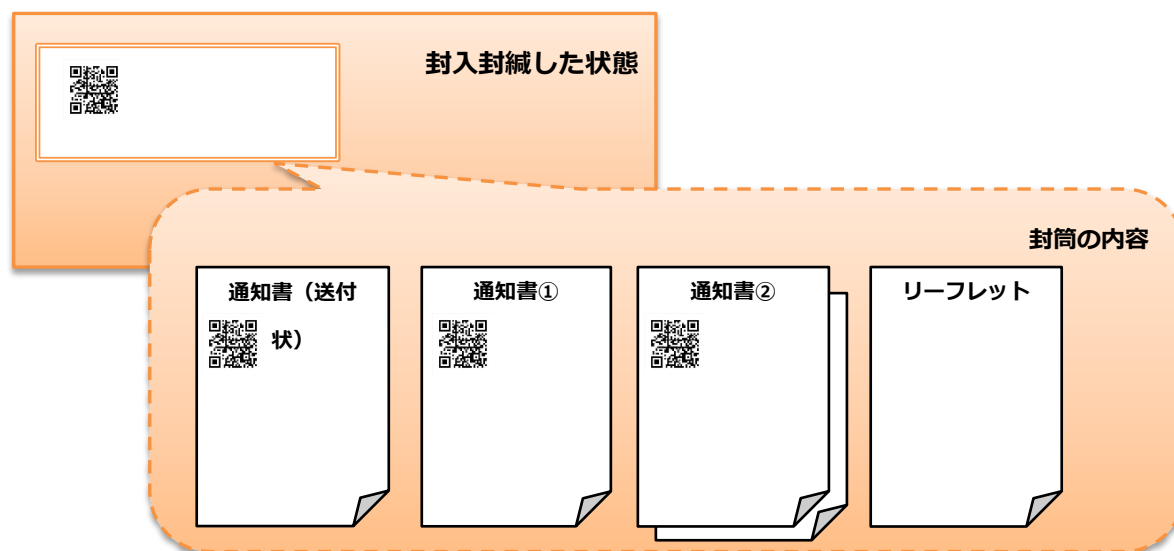 封入封緘した状態
封筒の内容
通知書（送付
状）
通知書①
通知書②
リーフレット